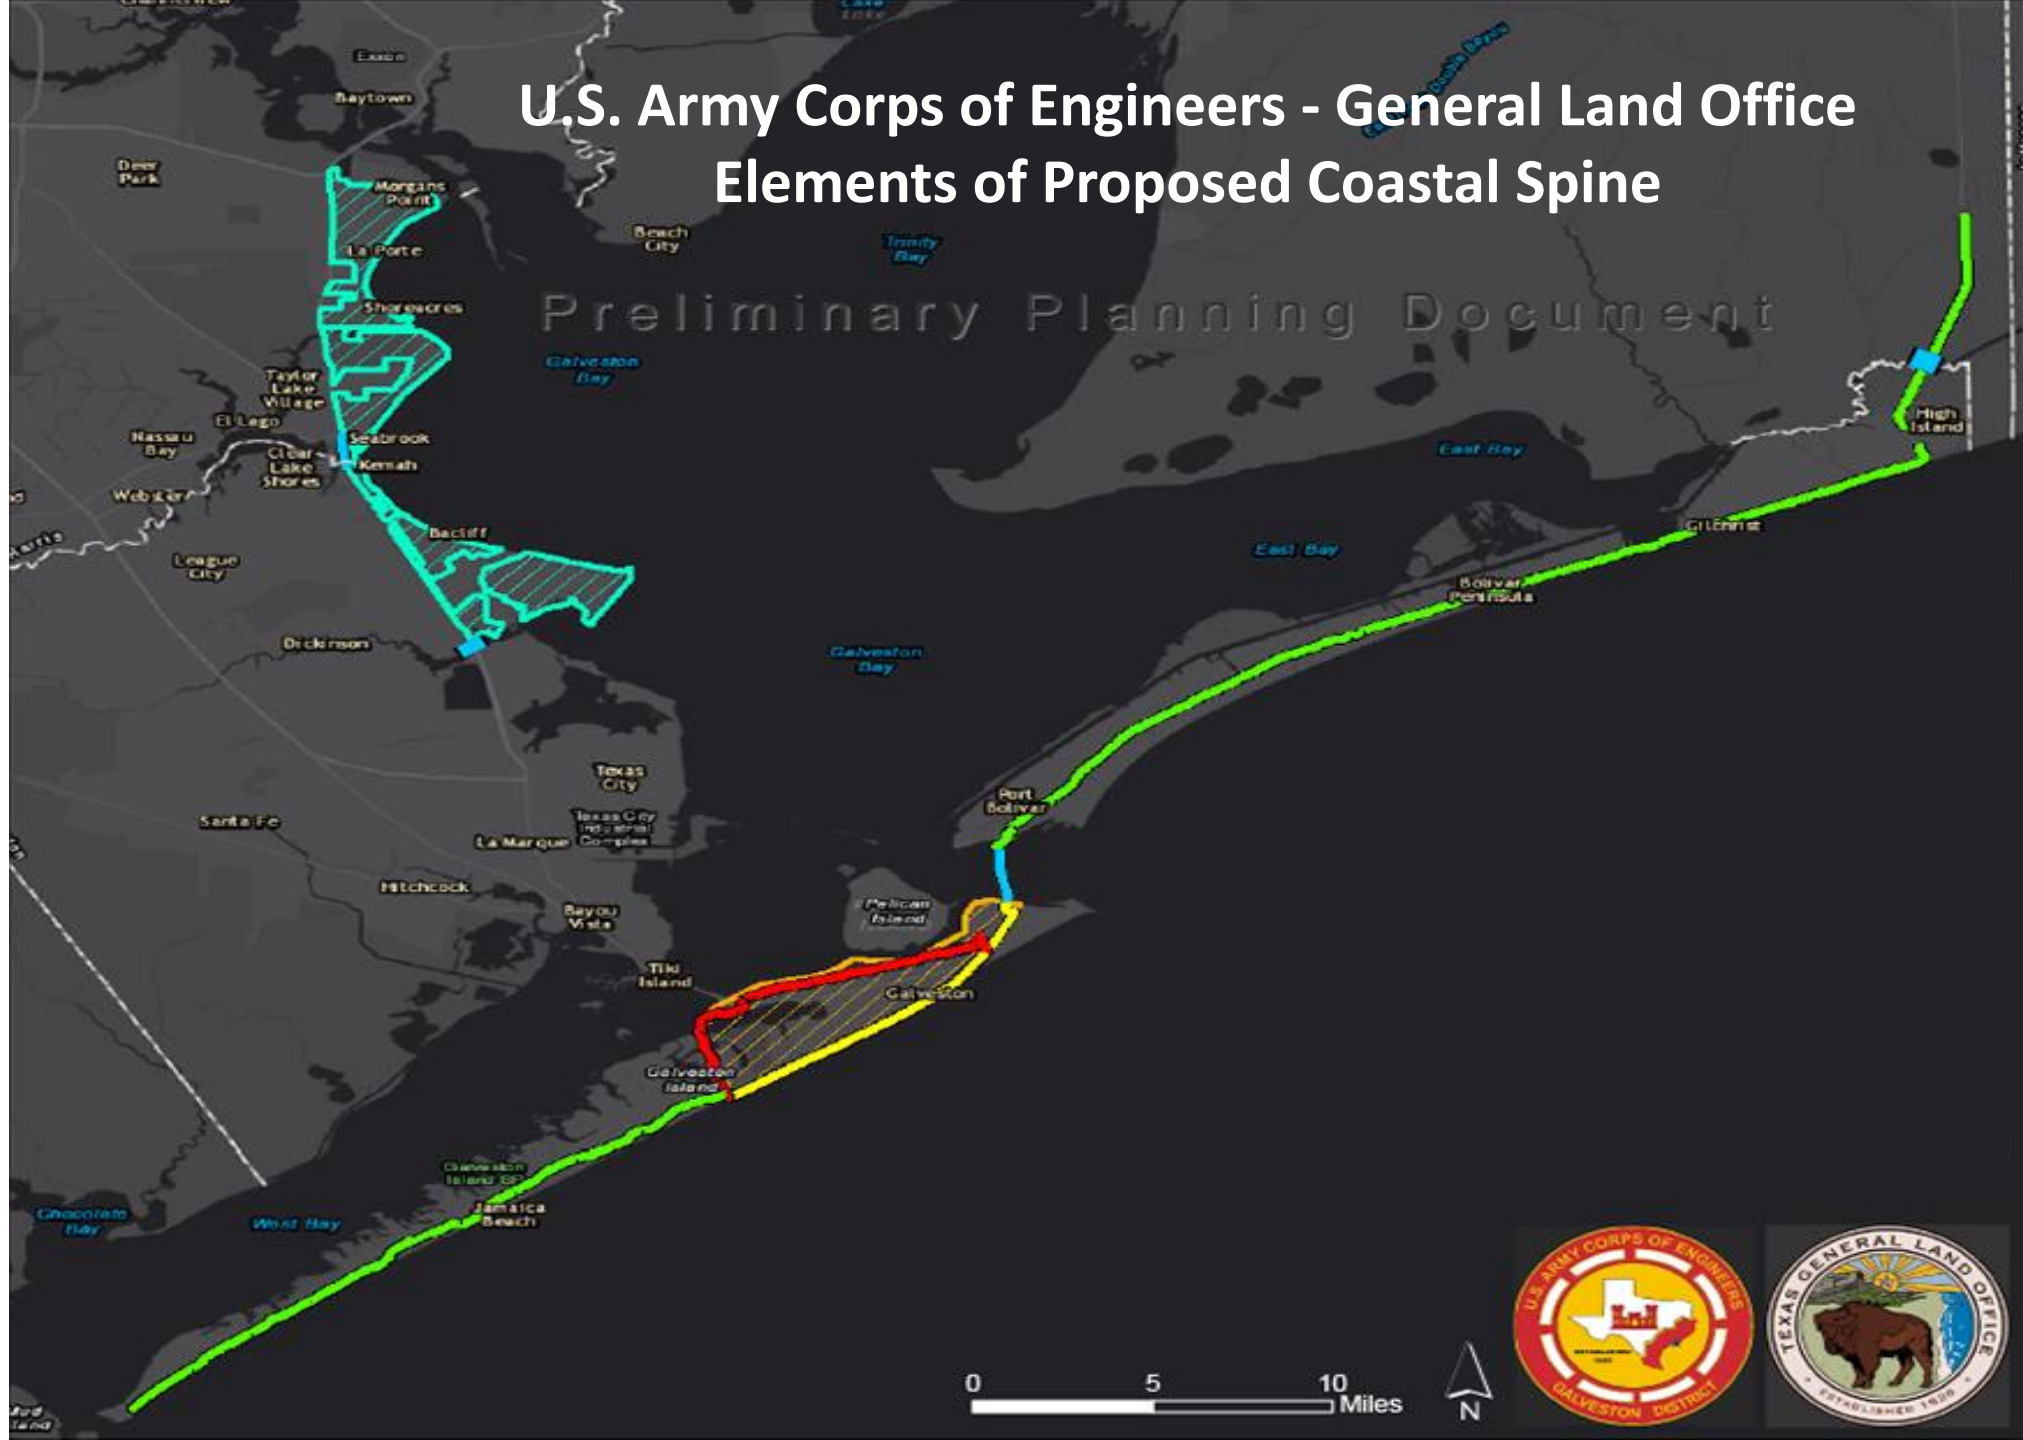 U.S. Army Corps of Engineers - General Land Office
Elements of Proposed Coastal Spine
Preliminary Planning Document
Exxon
Baytown
Deer
Park
Morgans
Point
La Porte
Beach
City
Trinity
Bay
Shoreacres
Galveston
Bay
Taylor
Lake
Village
El Lago
Nassau
Bay
Seabrook
Clear
Lake
Shores
Kemah
Webster
High
Island
East Bay
Harris
Bacliff
League
City
Gilchrist
East Bay
Bolivar
Peninsula
Dickinson
Galveston
Bay
Texas
City
Port
Bolivar
Santa Fe
Texas City
Industrial
Complex
La Marque
Hitchcock
Pelican
Island
Bayou
Vista
Tiki
Island
Galveston
Galveston
Island
Galveston
Island SP
Jamaica
Beach
Chocolate
Bay
West Bay
0 5 10
Miles
N
U.S. ARMY CORPS OF ENGINEERS
GALVESTON DISTRICT
TEXAS GENERAL LAND OFFICE